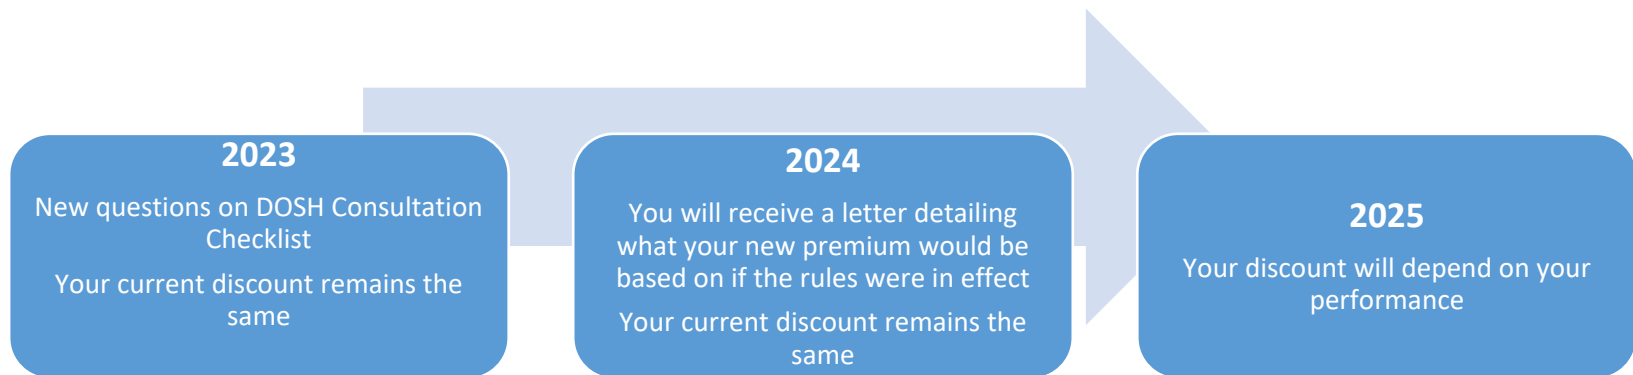 2023
New questions on DOSH Consultation
Checklist
Your current discount remains the
same
2024
You will receive a letter detailing
what your new premium would be
based on if the rules were in effect
Your current discount remains the
same
2025
Your discount will depend on your
performance